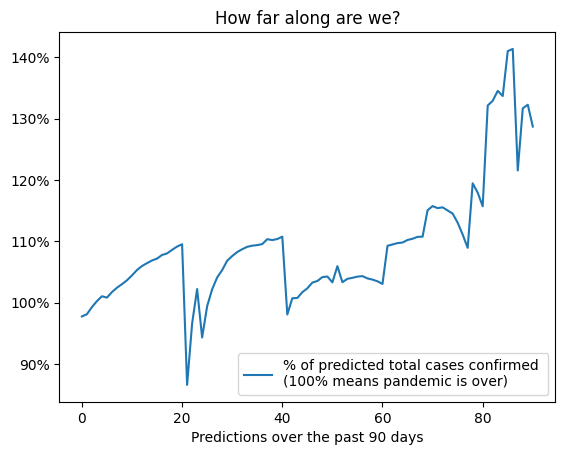 How far along are we?
140%
130%
120%
110%
100%
90%
% of predicted total cases confirmed
(100% means pandemic is over)
0 20 40 60 80
Predictions over the past 90 days